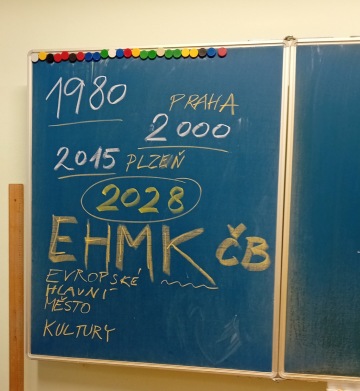 1980
PRAHA
2000
2015 PLZEŇ
2028
EHMK ČB
EVROPSKÉ
HLAVNÍ
MĚSTO
KULTURY